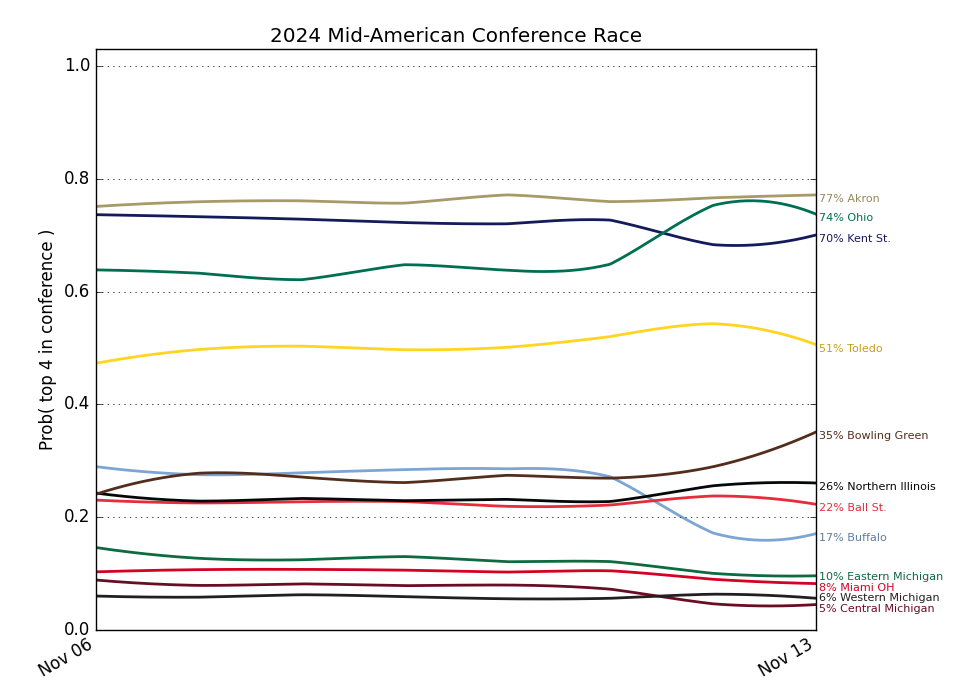 2024 Mid-American Conference Race
Prob( top 4 in conference )
1.0
0.8
0.6
0.4
0.2
0.0
Nov 06
Nov 13
77% Akron
74% Ohio
70% Kent St.
51% Toledo
35% Bowling Green
26% Northern Illinois
22% Ball St.
17% Buffalo
10% Eastern Michigan
8% Miami OH
6% Western Michigan
5% Central Michigan